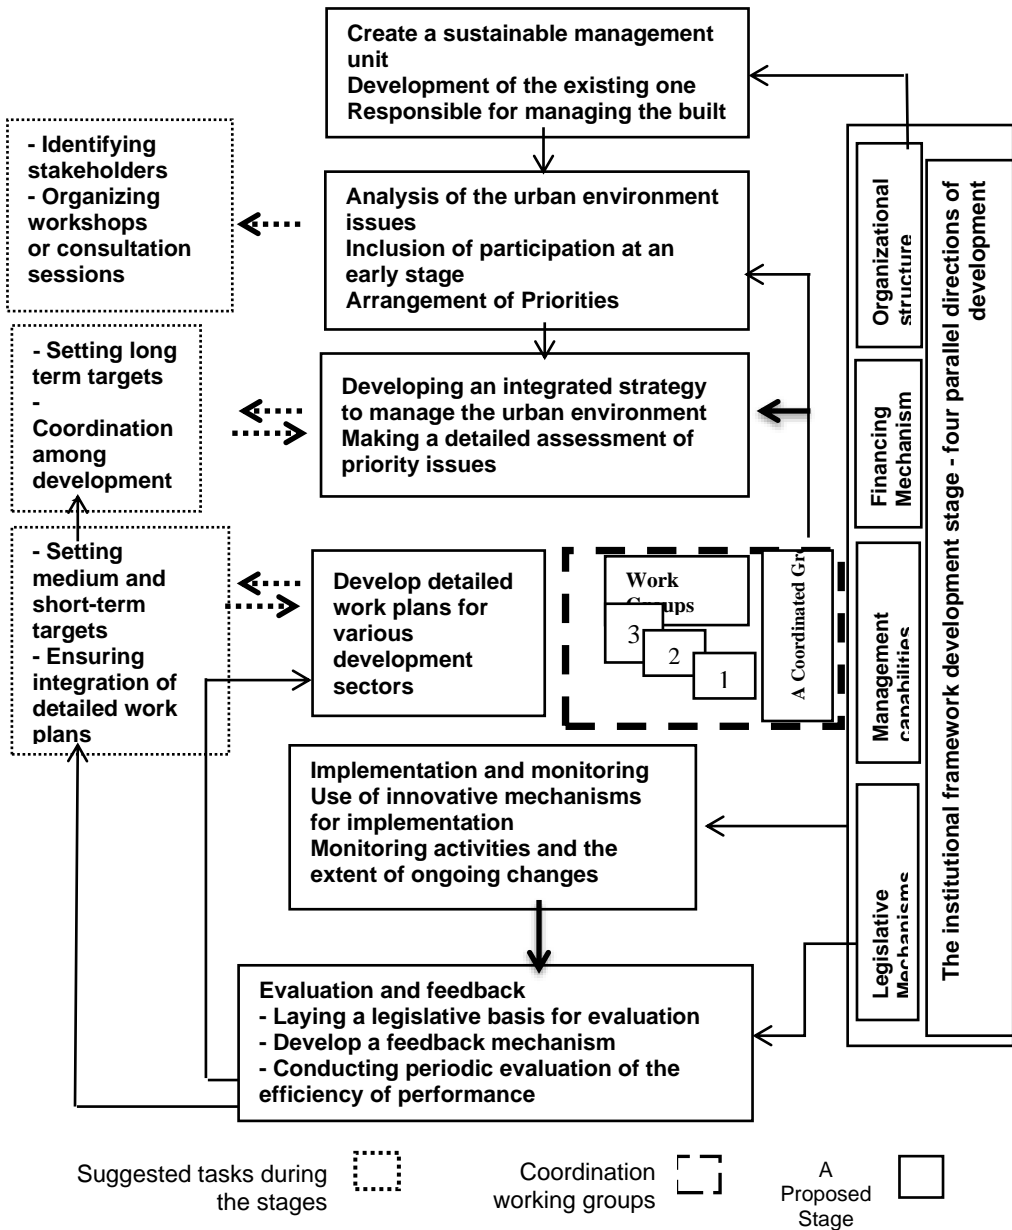 Create a sustainable management
unit
Development of the existing one
Responsible for managing the built
- Identifying
stakeholders
- Organizing
workshops
or consultation
sessions
Analysis of the urban environment
issues
Inclusion of participation at an
early stage
Arrangement of Priorities
- Setting long
term targets
-
Coordination
among
development
Developing an integrated strategy
to manage the urban environment
Making a detailed assessment of
priority issues
- Setting
medium and
short-term
targets
- Ensuring
integration of
detailed work
plans
Develop detailed
work plans for
various
development
sectors
Work
Groups
3
2
1
A Coordinated
Implementation and monitoring
Use of innovative mechanisms
for implementation
Monitoring activities and the
extent of ongoing changes
Evaluation and feedback
- Laying a legislative basis for evaluation
- Develop a feedback mechanism
- Conducting periodic evaluation of the
efficiency of performance
Organizational
structure
Financing
Mechanism
Management
capabilities
Legislative
Mechanisms
The institutional framework development stage - four parallel directions of
development
Suggested tasks during
the stages
Coordination
working groups
A
Proposed
Stage